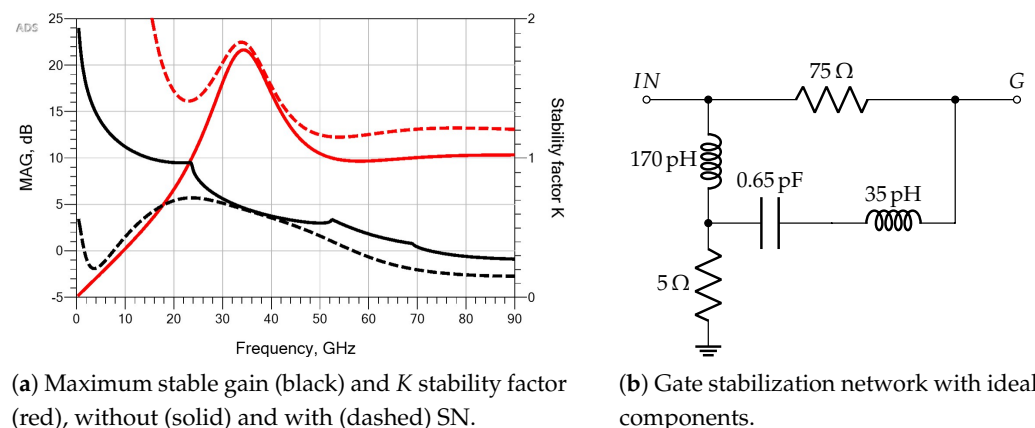 ADS
25
20
15
10
5
0
-5
MAG, dB
0 10 20 30 40 50 60 70 80 90
Frequency, GHz
2
1
0
Stability factor K
IN
75 Ω
G
170 pH
0.65 pF
35 pH
5 Ω
(a) Maximum stable gain (black) and K stability factor
(red), without (solid) and with (dashed) SN.
(b) Gate stabilization network with ideal
components.